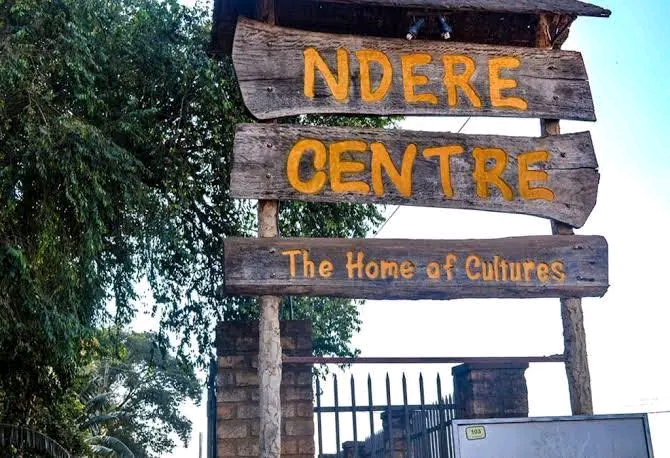 NDERE
CENTRE
The Home of Cultures
103